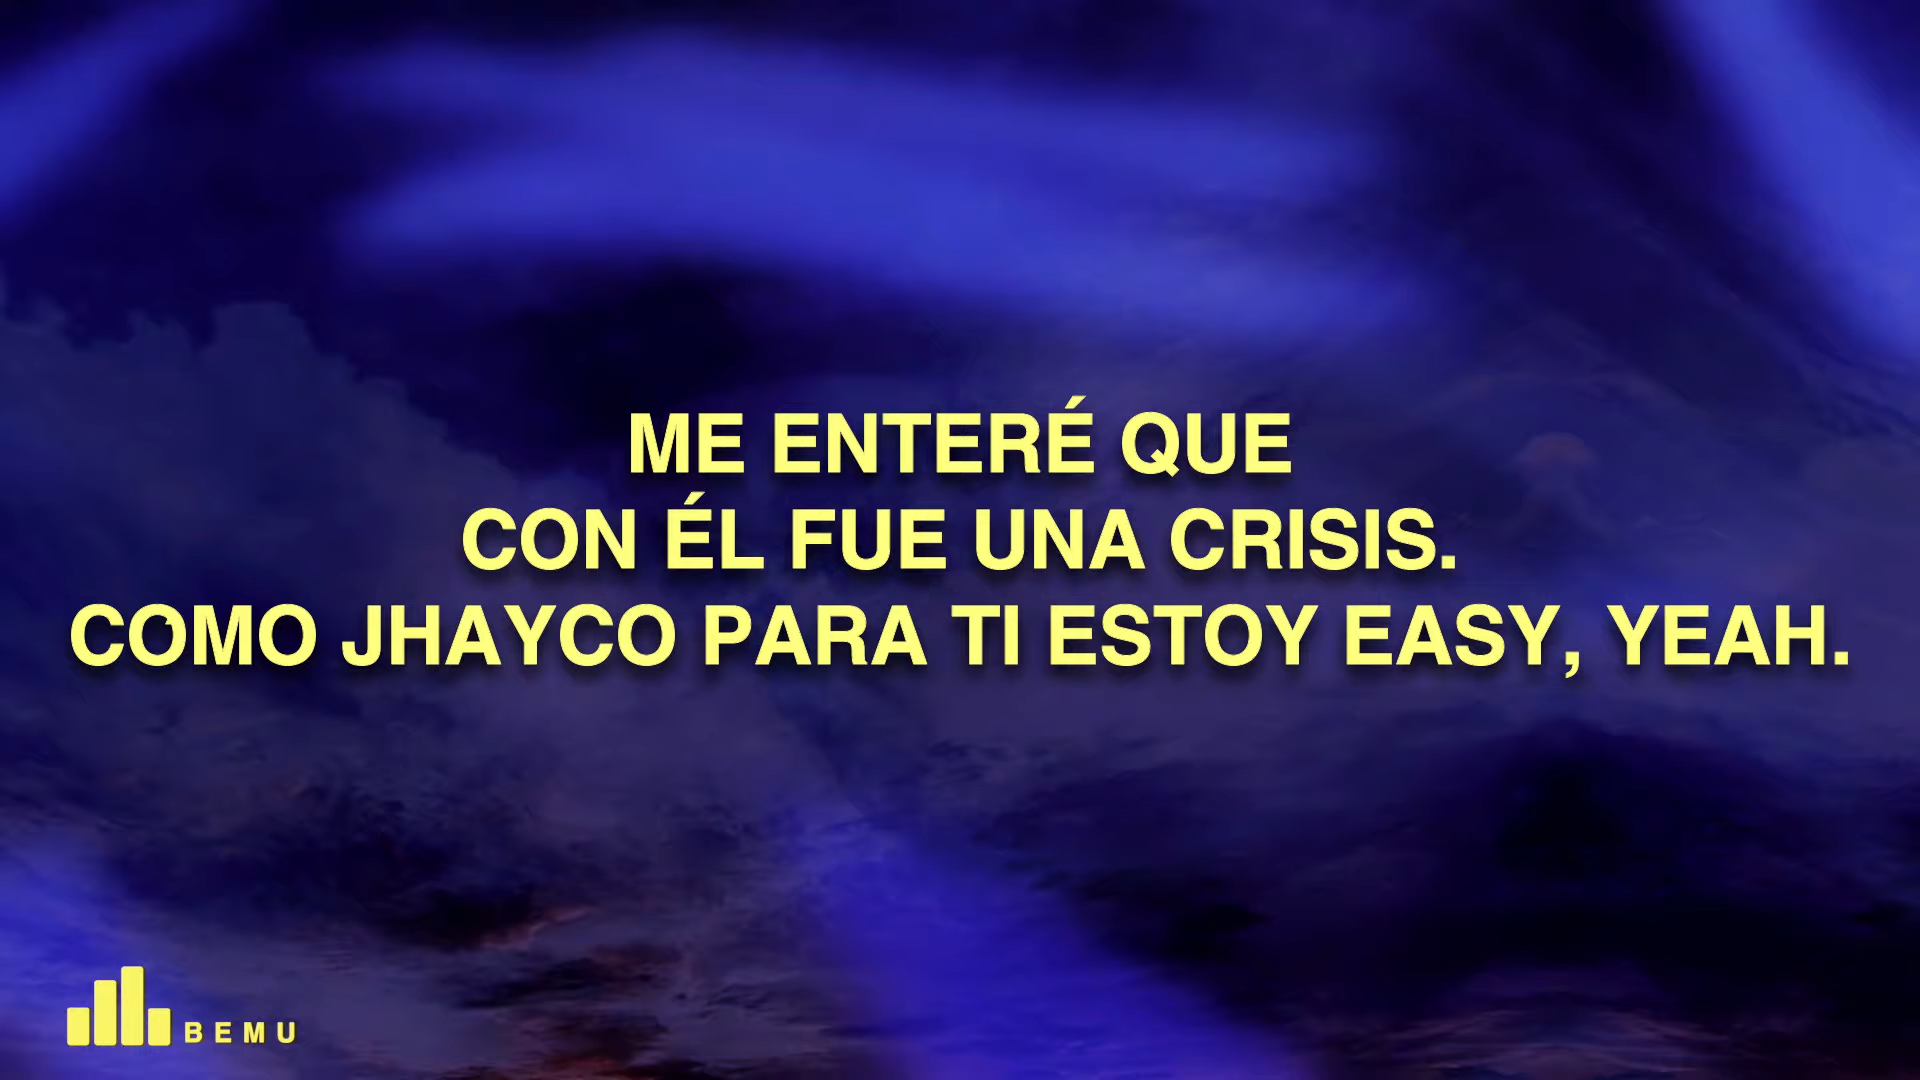 ME ENTERÉ QUE
CON ÉL FUE UNA CRISIS.
COMO JHAYCO PARA TI ESTOY EASY, YEAH.
BEMU